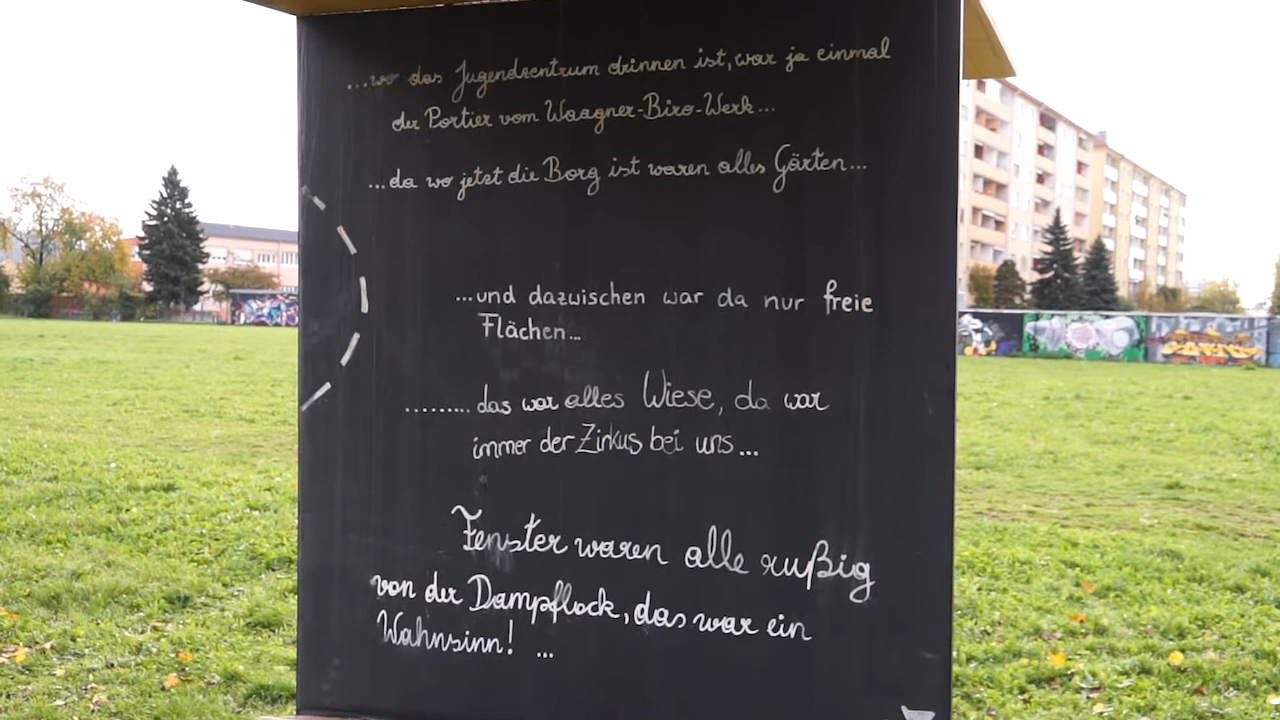 ...wo das Jugendzentrum drinnen ist, war ja einmal
der Portier vom Waagner-Biro-Werk...
...da wo jetzt die Borg ist waren alles Gärten...
...und dazwischen war da nur freie
Flächen...
......... das war alles Wiese, da war
immer der Zirkus bei uns...
Fenster waren alle rußig
von der Dampflock, das war ein
Wahnsinn! ...